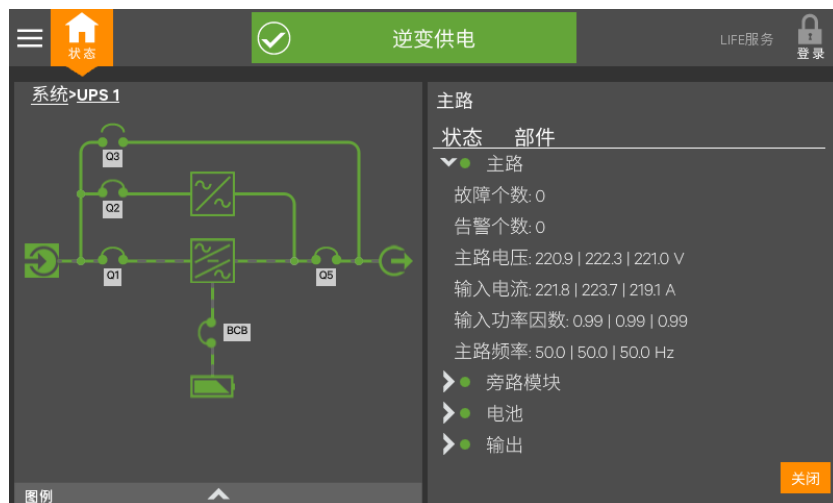 状态
逆变供电
LIFE服务
登录
系统>UPS 1
Q3
Q2
Q1
Q5
BCB
图例
主路
状态 部件
主路
故障个数: 0
告警个数: 0
主路电压: 220.9 | 222.3 | 221.0 V
输入电流: 221.8 | 223.7 | 219.1 A
输入功率因数: 0.99 | 0.99 | 0.99
主路频率: 50.0 | 50.0 | 50.0 Hz
旁路模块
电池
输出
关闭